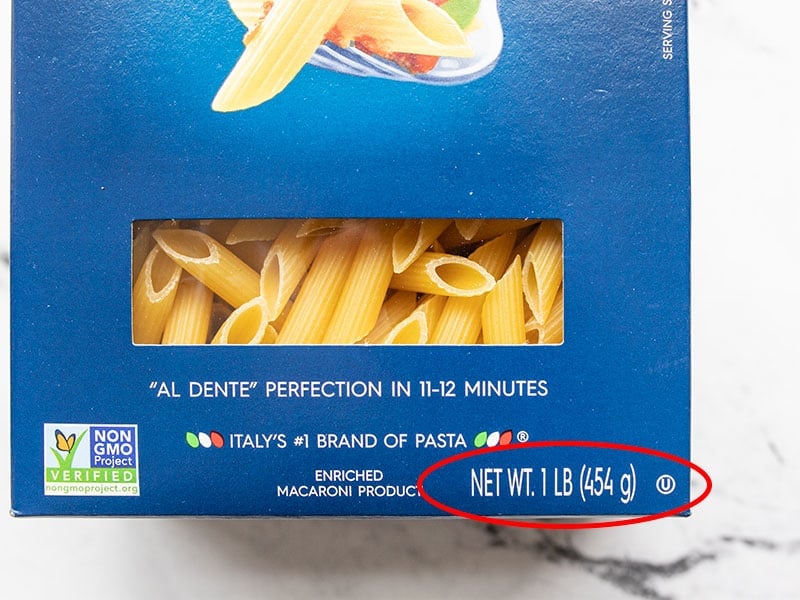 SERVING S
"AL DENTE" PERFECTION IN 11-12 MINUTES
ITALY'S #1 BRAND OF PASTA ®
NON
GMO
Project
VERIFIED
nongmoproject.org
ENRICHED
MACARONI PRODUCT
NET WT. 1 LB (454 g) U